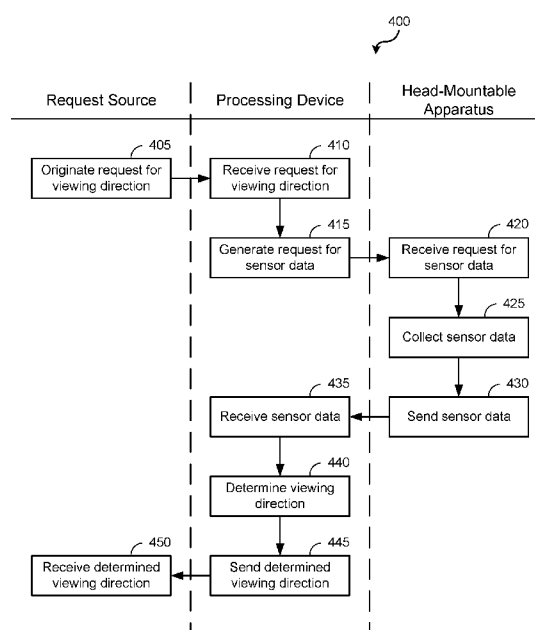 400
Request Source
Processing Device
Head-Mountable
Apparatus
405
Originate request for
viewing direction
410
Receive request for
viewing direction
415
Generate request for
sensor data
420
Receive request for
sensor data
425
Collect sensor data
430
Send sensor data
435
Receive sensor data
440
Determine viewing
direction
445
Send determined
viewing direction
450
Receive determined
viewing direction